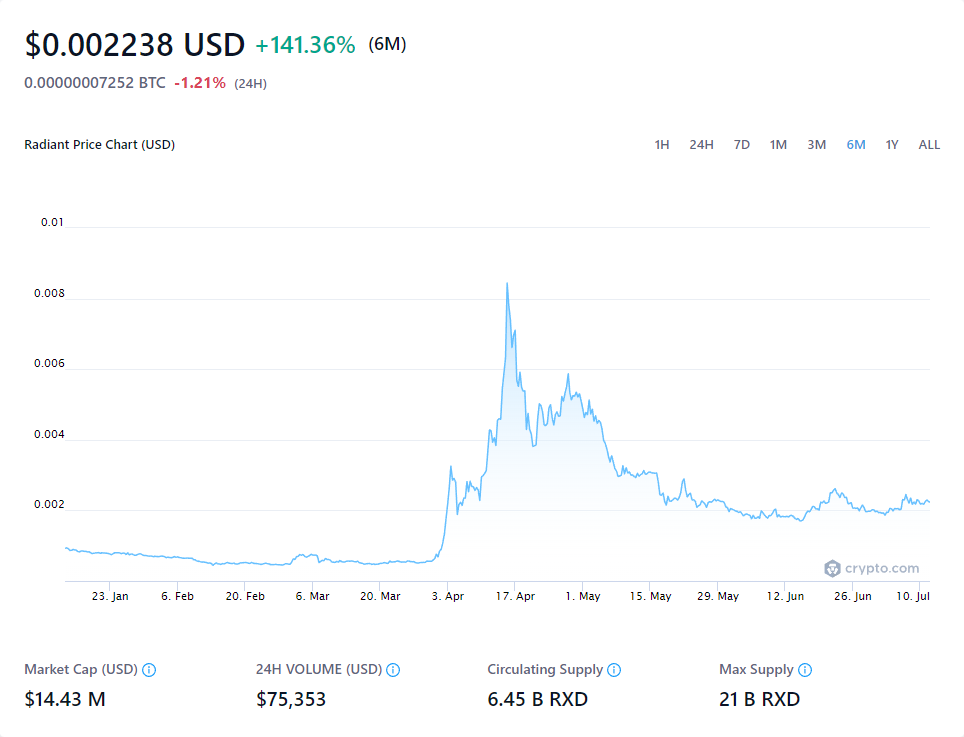 $0.002238 USD +141.36% (6M)
0.00000007252 BTC -1.21% (24H)
Radiant Price Chart (USD) 1H 24H 7D 1M 3M 6M 1Y ALL
0.01
0.008
0.006
0.004
0.002
crypto.com
23. Jan 6. Feb 20. Feb 6. Mar 20. Mar 3. Apr 17. Apr 1. May 15. May 29. May 12. Jun 26. Jun 10. Jul
Market Cap (USD) 24H VOLUME (USD) Circulating Supply Max Supply
$14.43 M $75,353 6.45 B RXD 21 B RXD